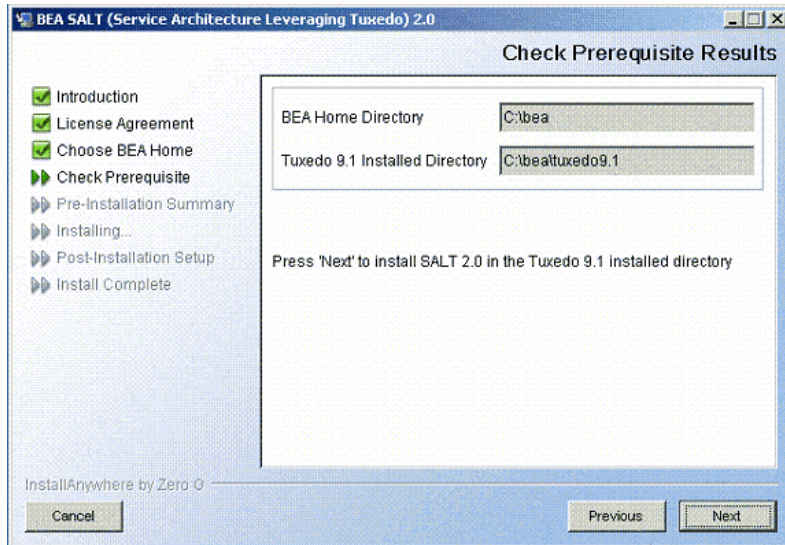 BEA SALT (Service Architecture Leveraging Tuxedo) 2.0
Check Prerequisite Results
Introduction
License Agreement
Choose BEA Home
Check Prerequisite
Pre-Installation Summary
Installing...
Post-Installation Setup
Install Complete
BEA Home Directory C:\bea
Tuxedo 9.1 Installed Directory C:\bea\tuxedo9.1
Press 'Next' to install SALT 2.0 in the Tuxedo 9.1 installed directory
InstallAnywhere by Zero G
Cancel Previous Next